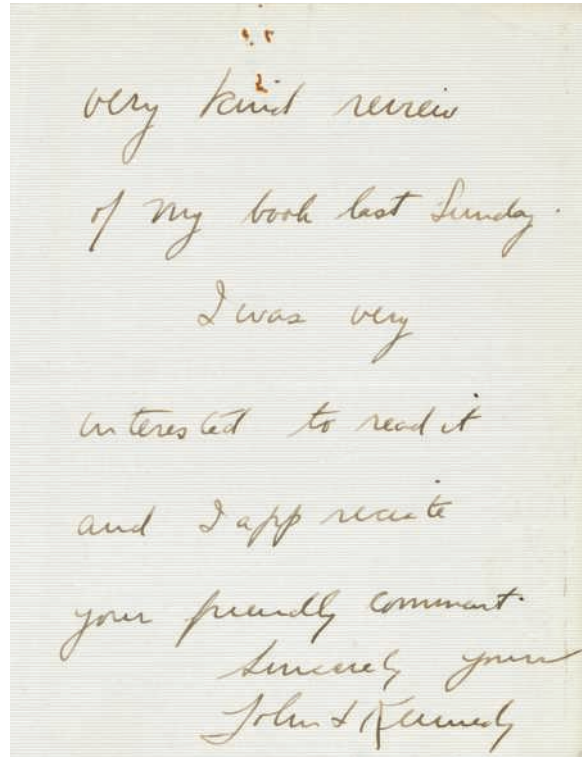 very kind review
of my book last Sunday.
I was very
interested to read it
and I appreciate
your friendly comment.
Sincerely yours
John F Kennedy